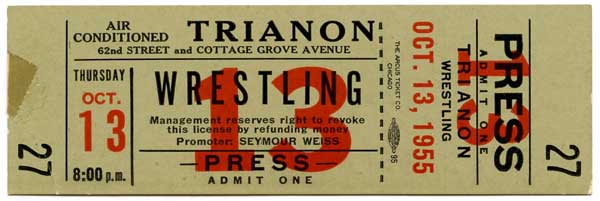 AIR CONDITIONED
TRIANON
62nd STREET and COTTAGE GROVE AVENUE
27
THURSDAY
OCT.
13
8:00 p.m.
13
WRESTLING
Management reserves right to revoke
this license by refunding money
Promoter: SEYMOUR WEISS
PRESS
ADMIT ONE
THE ARCUS TICKET CO.
CHICAGO
95
OCT. 13, 1955
WRESTLING
TRIANON
ADMIT ONE
PRESS
13
27